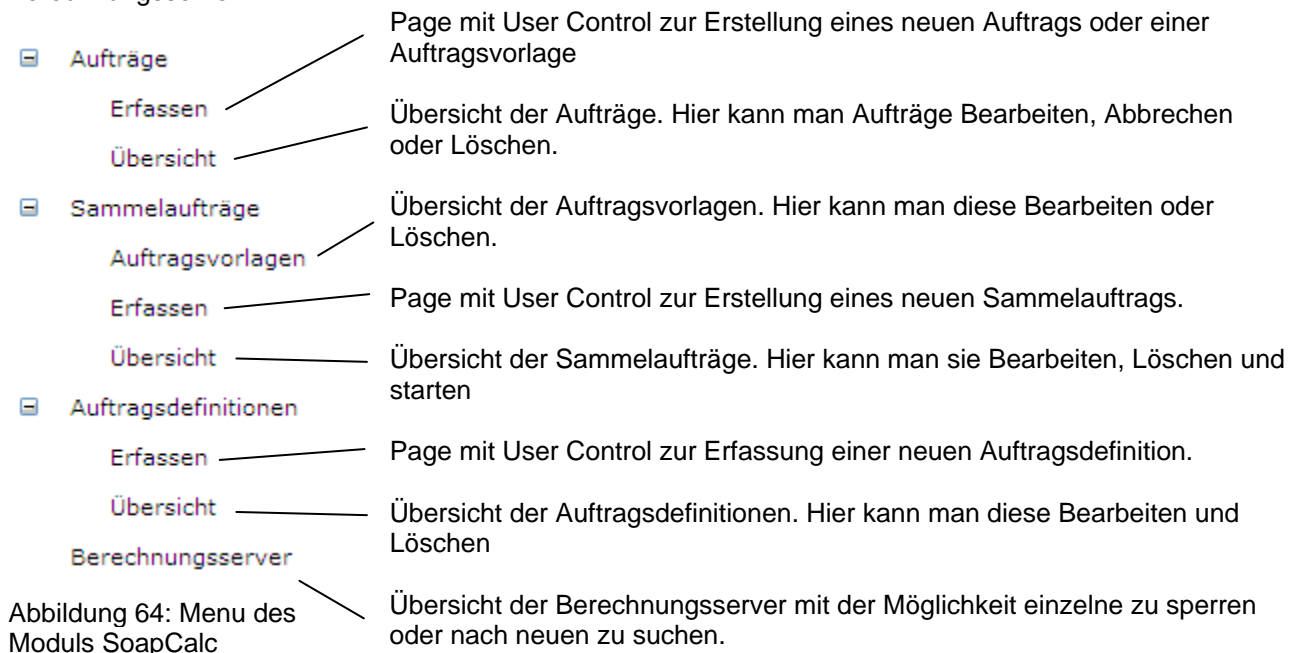 Page mit User Control zur Erstellung eines neuen Auftrags oder einer
Auftragsvorlage
Aufträge
Erfassen
Übersicht der Aufträge. Hier kann man Aufträge Bearbeiten, Abbrechen
oder Löschen.
Übersicht
Sammelaufträge
Übersicht der Auftragsvorlagen. Hier kann man diese Bearbeiten oder
Löschen.
Auftragsvorlagen
Erfassen
Page mit User Control zur Erstellung eines neuen Sammelauftrags.
Übersicht
Übersicht der Sammelaufträge. Hier kann man sie Bearbeiten, Löschen und
starten
Auftragsdefinitionen
Erfassen
Page mit User Control zur Erfassung einer neuen Auftragsdefinition.
Übersicht
Übersicht der Auftragsdefinitionen. Hier kann man diese Bearbeiten und
Löschen
Berechnungsserver
Übersicht der Berechnungsserver mit der Möglichkeit einzelne zu sperren
oder nach neuen zu suchen.
Abbildung 64: Menu des
Moduls SoapCalc